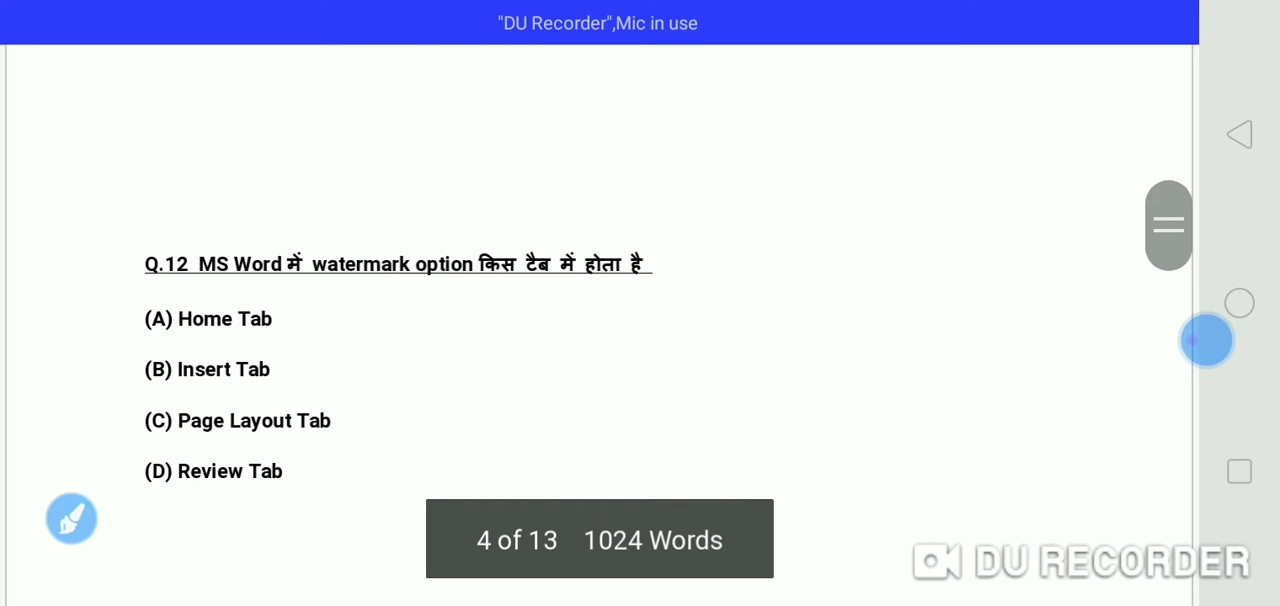 "DU Recorder",Mic in use
Q.12 MS Word में watermark option किस टैब में होता है
(A) Home Tab
(B) Insert Tab
(C) Page Layout Tab
(D) Review Tab
4 of 13 1024 Words
DU RECORDER